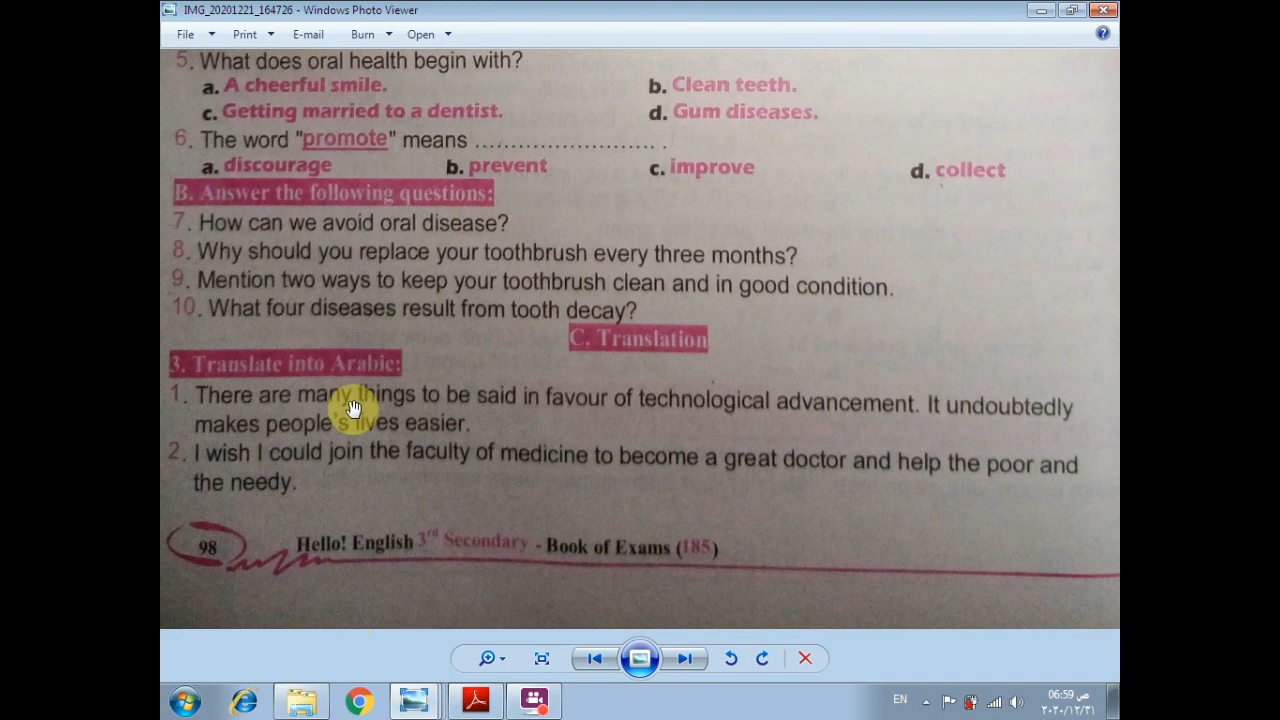 IMG_20201221_164726 - Windows Photo Viewer
File Print E-mail Burn Open
5. What does oral health begin with?
a. A cheerful smile. b. Clean teeth.
c. Getting married to a dentist. d. Gum diseases.
6. The word "promote" means ........................... .
a. discourage b. prevent c. improve d. collect
B. Answer the following questions:
7. How can we avoid oral disease?
8. Why should you replace your toothbrush every three months?
9. Mention two ways to keep your toothbrush clean and in good condition.
10. What four diseases result from tooth decay?
C. Translation
3. Translate into Arabic:
1. There are many things to be said in favour of technological advancement. It undoubtedly
makes people's lives easier.
2. I wish I could join the faculty of medicine to become a great doctor and help the poor and
the needy.
98 Hello! English 3rd Secondary - Book of Exams (185)
EN 06:59 ص
٢٠٢٠/١٢/٣١